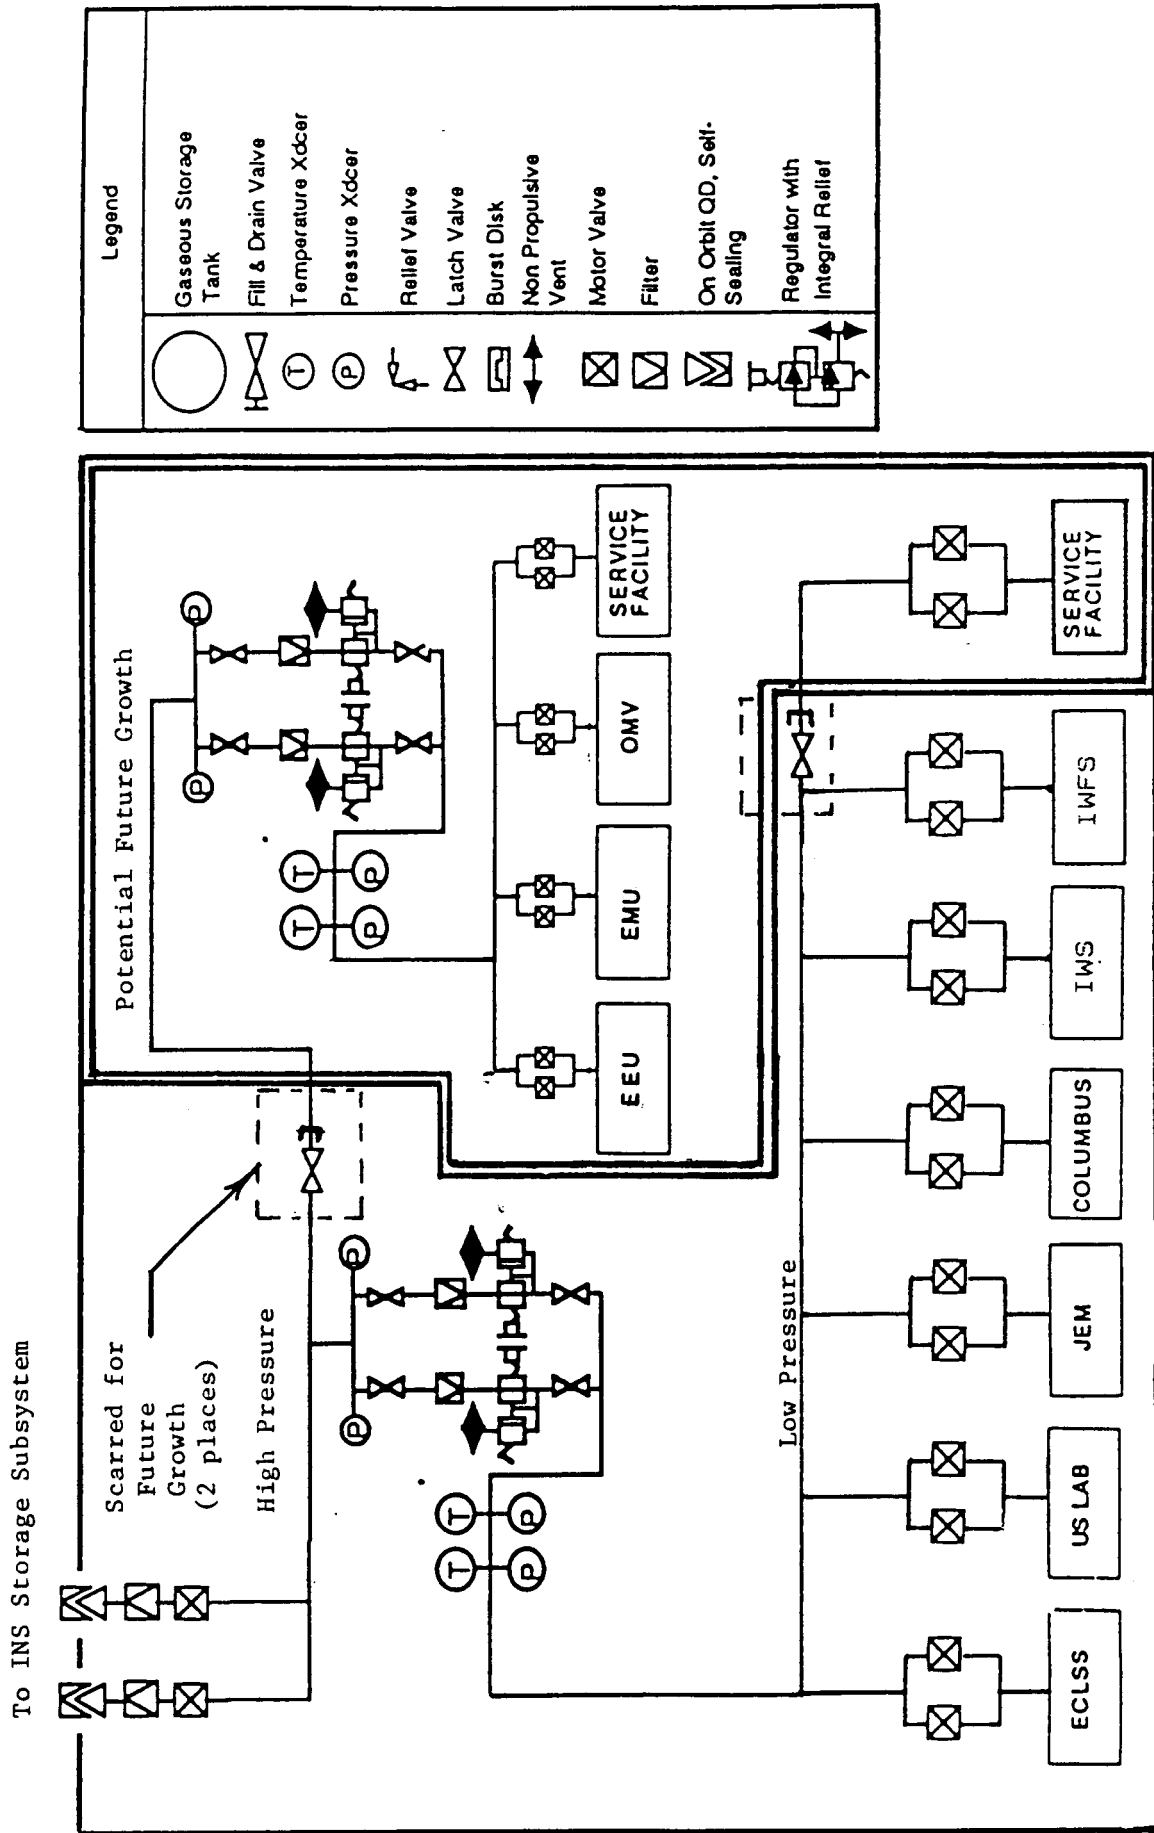 To INS Storage Subsystem
Scarred for
Future
Growth
(2 places)
High Pressure
P
P
T
T
P
P
Low Pressure
ECLSS
US LAB
JEM
COLUMBUS
IWS
IWFS
Potential Future Growth
P
P
T
T
P
P
EEU
EMU
OMV
SERVICE
FACILITY
SERVICE
FACILITY
Legend
Gaseous Storage
Tank
Fill & Drain Valve
T
Temperature Xdcer
P
Pressure Xdcer
Relief Valve
Latch Valve
Burst Disk
Non Propulsive
Vent
Motor Valve
Filter
On Orbit QD, Self-
Sealing
Regulator with
Integral Relief